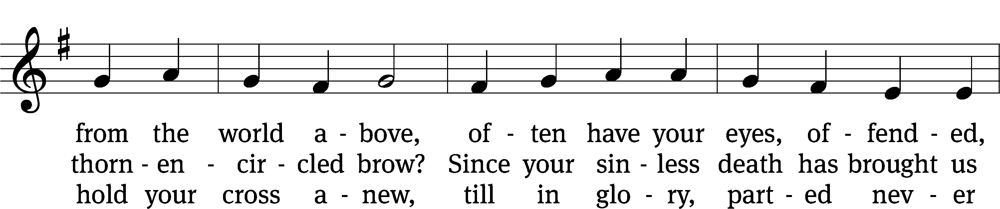 from the world a - bove, of - ten have your eyes, of - fend - ed,
thorn - en - cir - cled brow? Since your sin - less death has brought us
hold your cross a - new, till in glo - ry, part - ed nev - er